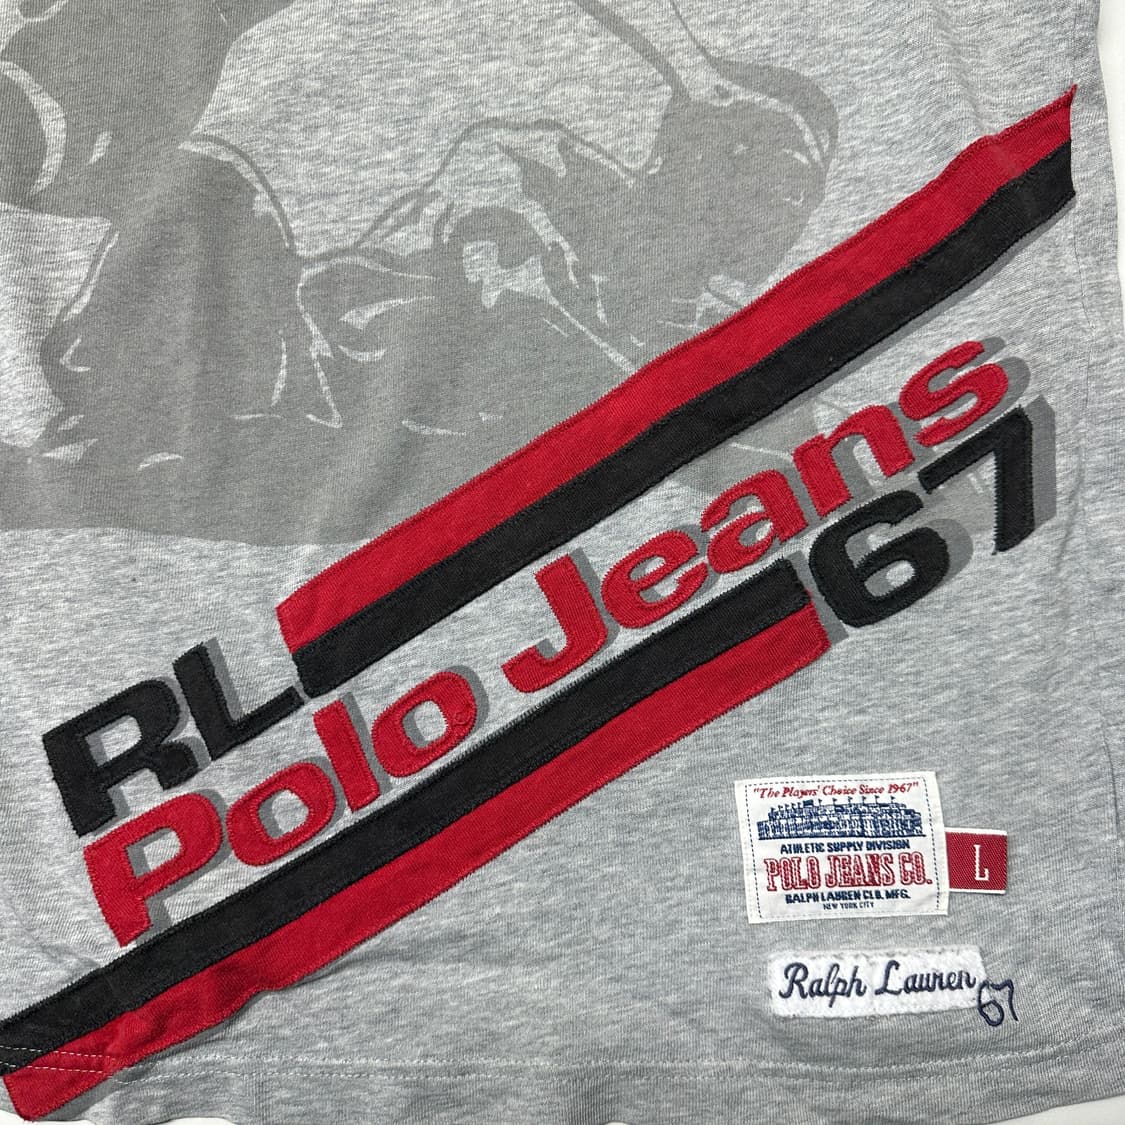 RL
Polo Jeans
67
"The Players' Choice Since 1967"
ATHLETIC SUPPLY DIVISION
POLO JEANS CO.
RALPH LAUREN CLO. MFG.
NEW YORK CITY
L
Ralph Lauren
67